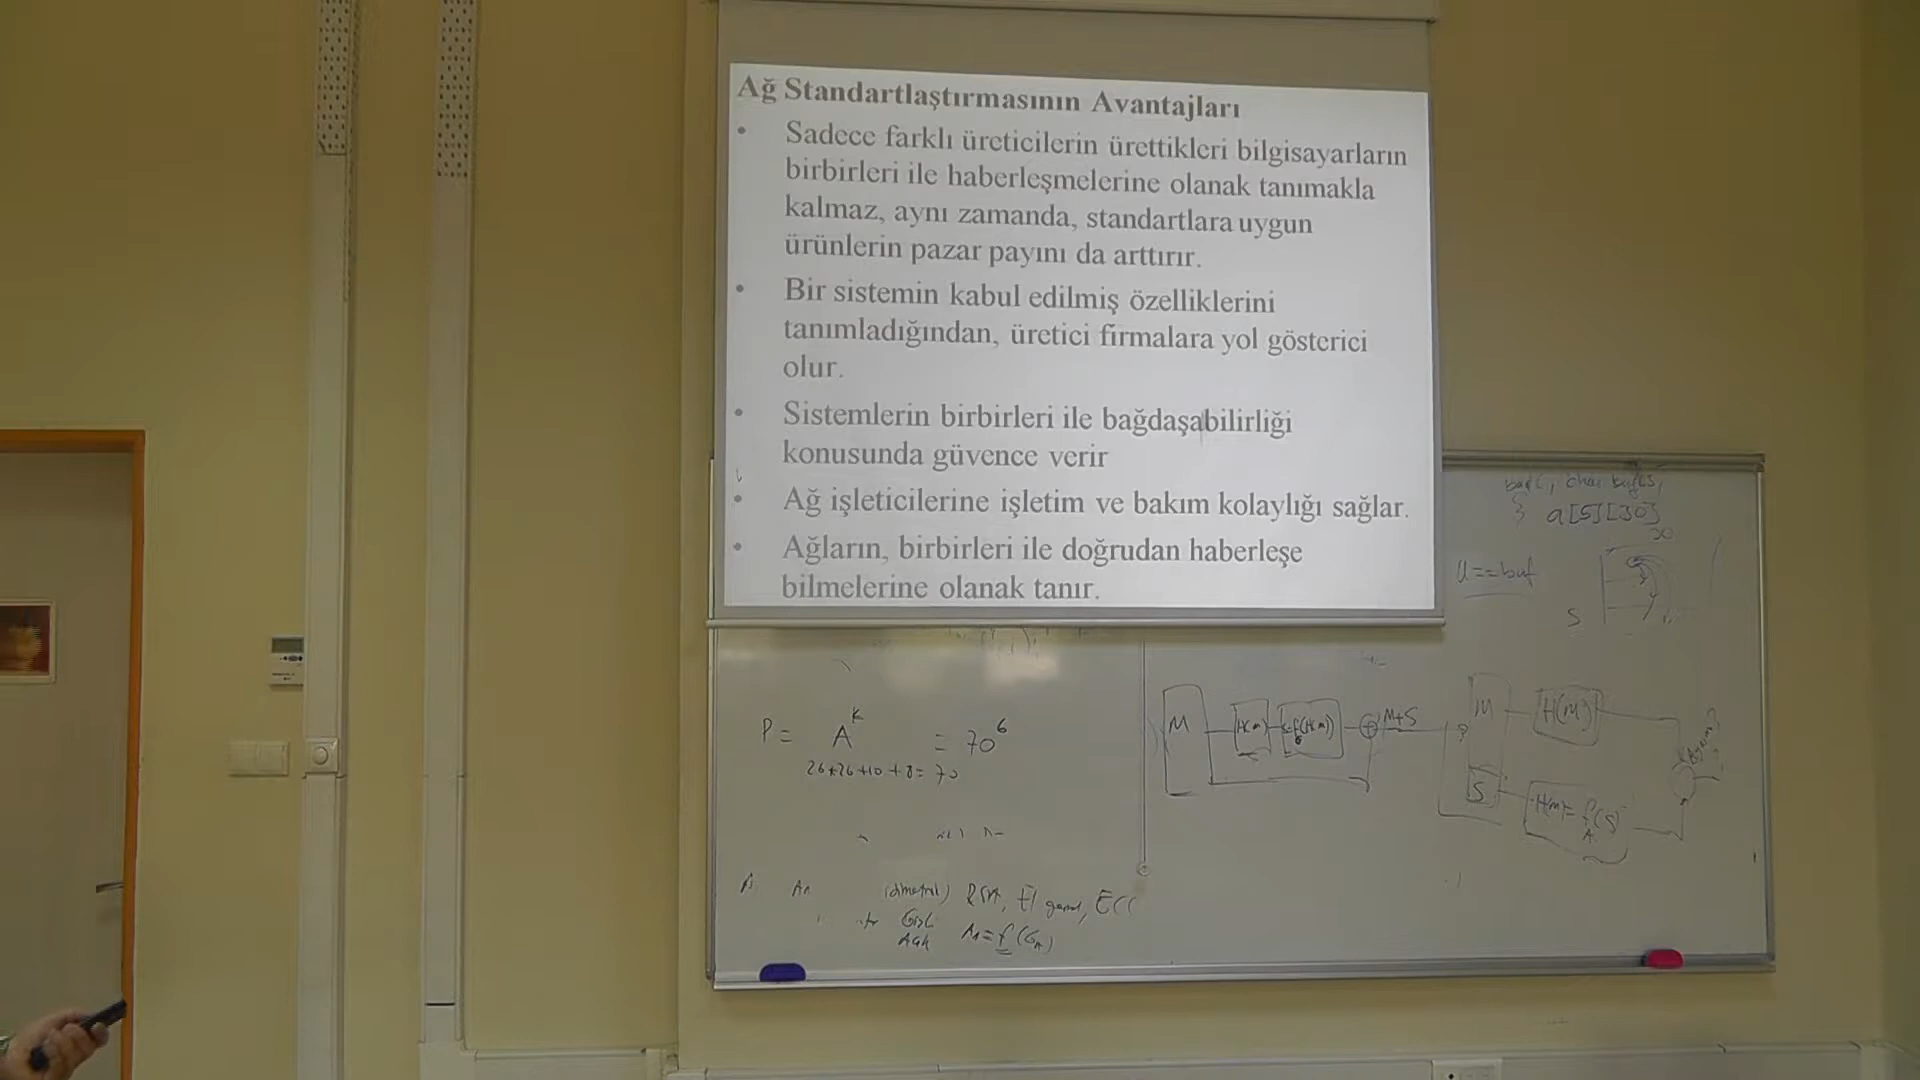 Ağ Standartlaştırmasının Avantajları
• Sadece farklı üreticilerin ürettikleri bilgisayarların
birbirleri ile haberleşmelerine olanak tanımakla
kalmaz, aynı zamanda, standartlara uygun
ürünlerin pazar payını da arttırır.
• Bir sistemin kabul edilmiş özelliklerini
tanımladığından, üretici firmalara yol gösterici
olur.
• Sistemlerin birbirleri ile bağdaşabilirliği
konusunda güvence verir
• Ağ işleticilerine işletim ve bakım kolaylığı sağlar.
• Ağların, birbirleri ile doğrudan haberleşe
bilmelerine olanak tanır.
a[5][30]
30
U==buf
5
P = A^k = 70^6
26+26+10+8=70
M
H(m)
f(H(m))
M+S
M
H(M)
S
H(m)= f(S)
A
RSA, El gamal, ECC